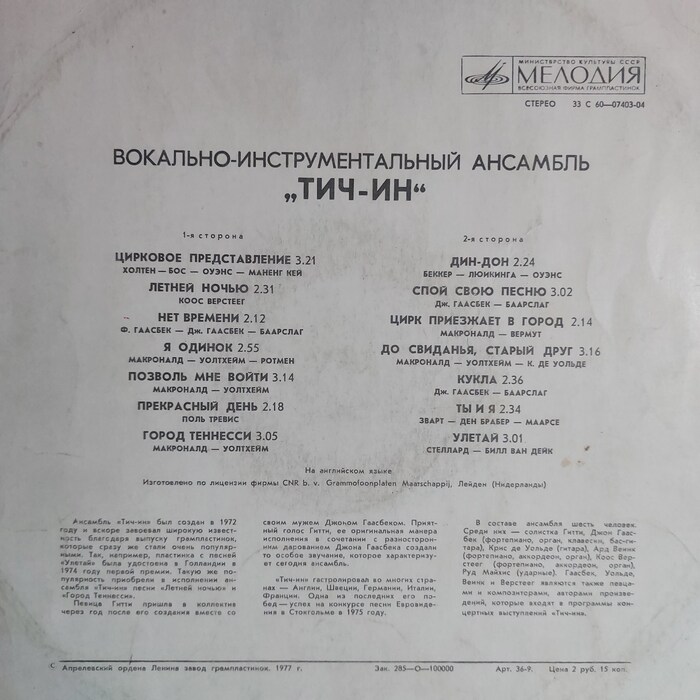 МИНИСТЕРСТВО КУЛЬТУРЫ СССР
МЕЛОДИЯ
ВСЕСОЮЗНАЯ ФИРМА ГРАМПЛАСТИНОК
СТЕРЕО 33 С 60—07403-04
ВОКАЛЬНО-ИНСТРУМЕНТАЛЬНЫЙ АНСАМБЛЬ
„ТИЧ-ИН“
1-я сторона
ЦИРКОВОЕ ПРЕДСТАВЛЕНИЕ 3.21
ХОЛТЕН — БОС — ОУЭНС — МАНЕНГ КЕЙ
ЛЕТНЕЙ НОЧЬЮ 2.31
КООС ВЕРСТЕЕГ
НЕТ ВРЕМЕНИ 2.12
Ф. ГААСБЕК — ДЖ. ГААСБЕК — БААРСЛАГ
Я ОДИНОК 2.55
МАКРОНАЛД — УОЛТХЕЙМ — РОТМЕН
ПОЗВОЛЬ МНЕ ВОЙТИ 3.14
МАКРОНАЛД — УОЛТХЕЙМ
ПРЕКРАСНЫЙ ДЕНЬ 2.18
ПОЛЬ ТРЕВИС
ГОРОД ТЕННЕССИ 3.05
МАКРОНАЛД — УОЛТХЕЙМ
2-я сторона
ДИН-ДОН 2.24
БЕККЕР — ЛЮИКИНГА — ОУЭНС
СПОЙ СВОЮ ПЕСНЮ 3.02
ДЖ. ГААСБЕК — БААРСЛАГ
ЦИРК ПРИЕЗЖАЕТ В ГОРОД 2.14
МАКРОНАЛД — ВЕРМУТ
ДО СВИДАНЬЯ, СТАРЫЙ ДРУГ 3.16
МАКРОНАЛД — УОЛТХЕЙМ — К. ДЕ УОЛЬДЕ
КУКЛА 2.36
ДЖ. ГААСБЕК — БААРСЛАГ
ТЫ И Я 2.34
ЗВАРТ — ДЕН БРАБЕР — МААРСЕ
УЛЕТАЙ 3.01
СТЕЛЛАРД — БИЛЛ ВАН ДЕЙК
На английском языке
Изготовлено по лицензии фирмы CNR b. v. Grammofoonplaten Maatschappij, Лейден (Нидерланды)
Ансамбль «Тич-ин» был создан в 1972
году и вскоре завоевал широкую извест-
ность благодаря выпуску грампластинок,
которые сразу же стали очень популяр-
ными. Так, например, пластинка с песней
«Улетай» была удостоена в Голландии в
1974 году первой премии. Такую же по-
пулярность приобрели в исполнении ан-
самбля «Тич-ин» песни «Летней ночью» и
«Город Теннесси».
Певица Гитти пришла в коллектив
через год после его создания вместе со
своим мужем Джоном Гаасбеком. Прият-
ный голос Гитти, ее оригинальная манера
исполнения в сочетании с разносторон-
ним дарованием Джона Гаасбека создали
то особое звучание, которое характеризу-
ет сегодня ансамбль.
«Тич-ин» гастролировал во многих стра-
нах — Англии, Швеции, Германии, Италии,
Франции. Одна из последних его по-
бед — успех на конкурсе песни Евровиде-
ния в Стокгольме в 1975 году.
В составе ансамбля шесть человек.
Среди них — солистка Гитти, Джон Гаас-
бек (фортепиано, орган, клавески, бас-ги-
тара), Крис де Уольде (гитара), Ард Веенк
(фортепиано, аккордеон, орган), Коос Вер-
стеег (фортепиано, аккордеон, орган),
Руд Майхнс (ударные). Гаасбек, Уольде,
Веенк и Верстеег являются также певца-
ми и композиторами, авторами произве-
дений, которые входят в программы кон-
цертных выступлений «Тич-ин».
С Апрелевский ордена Ленина завод грампластинок, 1977 г. Зак. 285—О—100000 Арт. 36-9. Цена 2 руб. 15 коп.